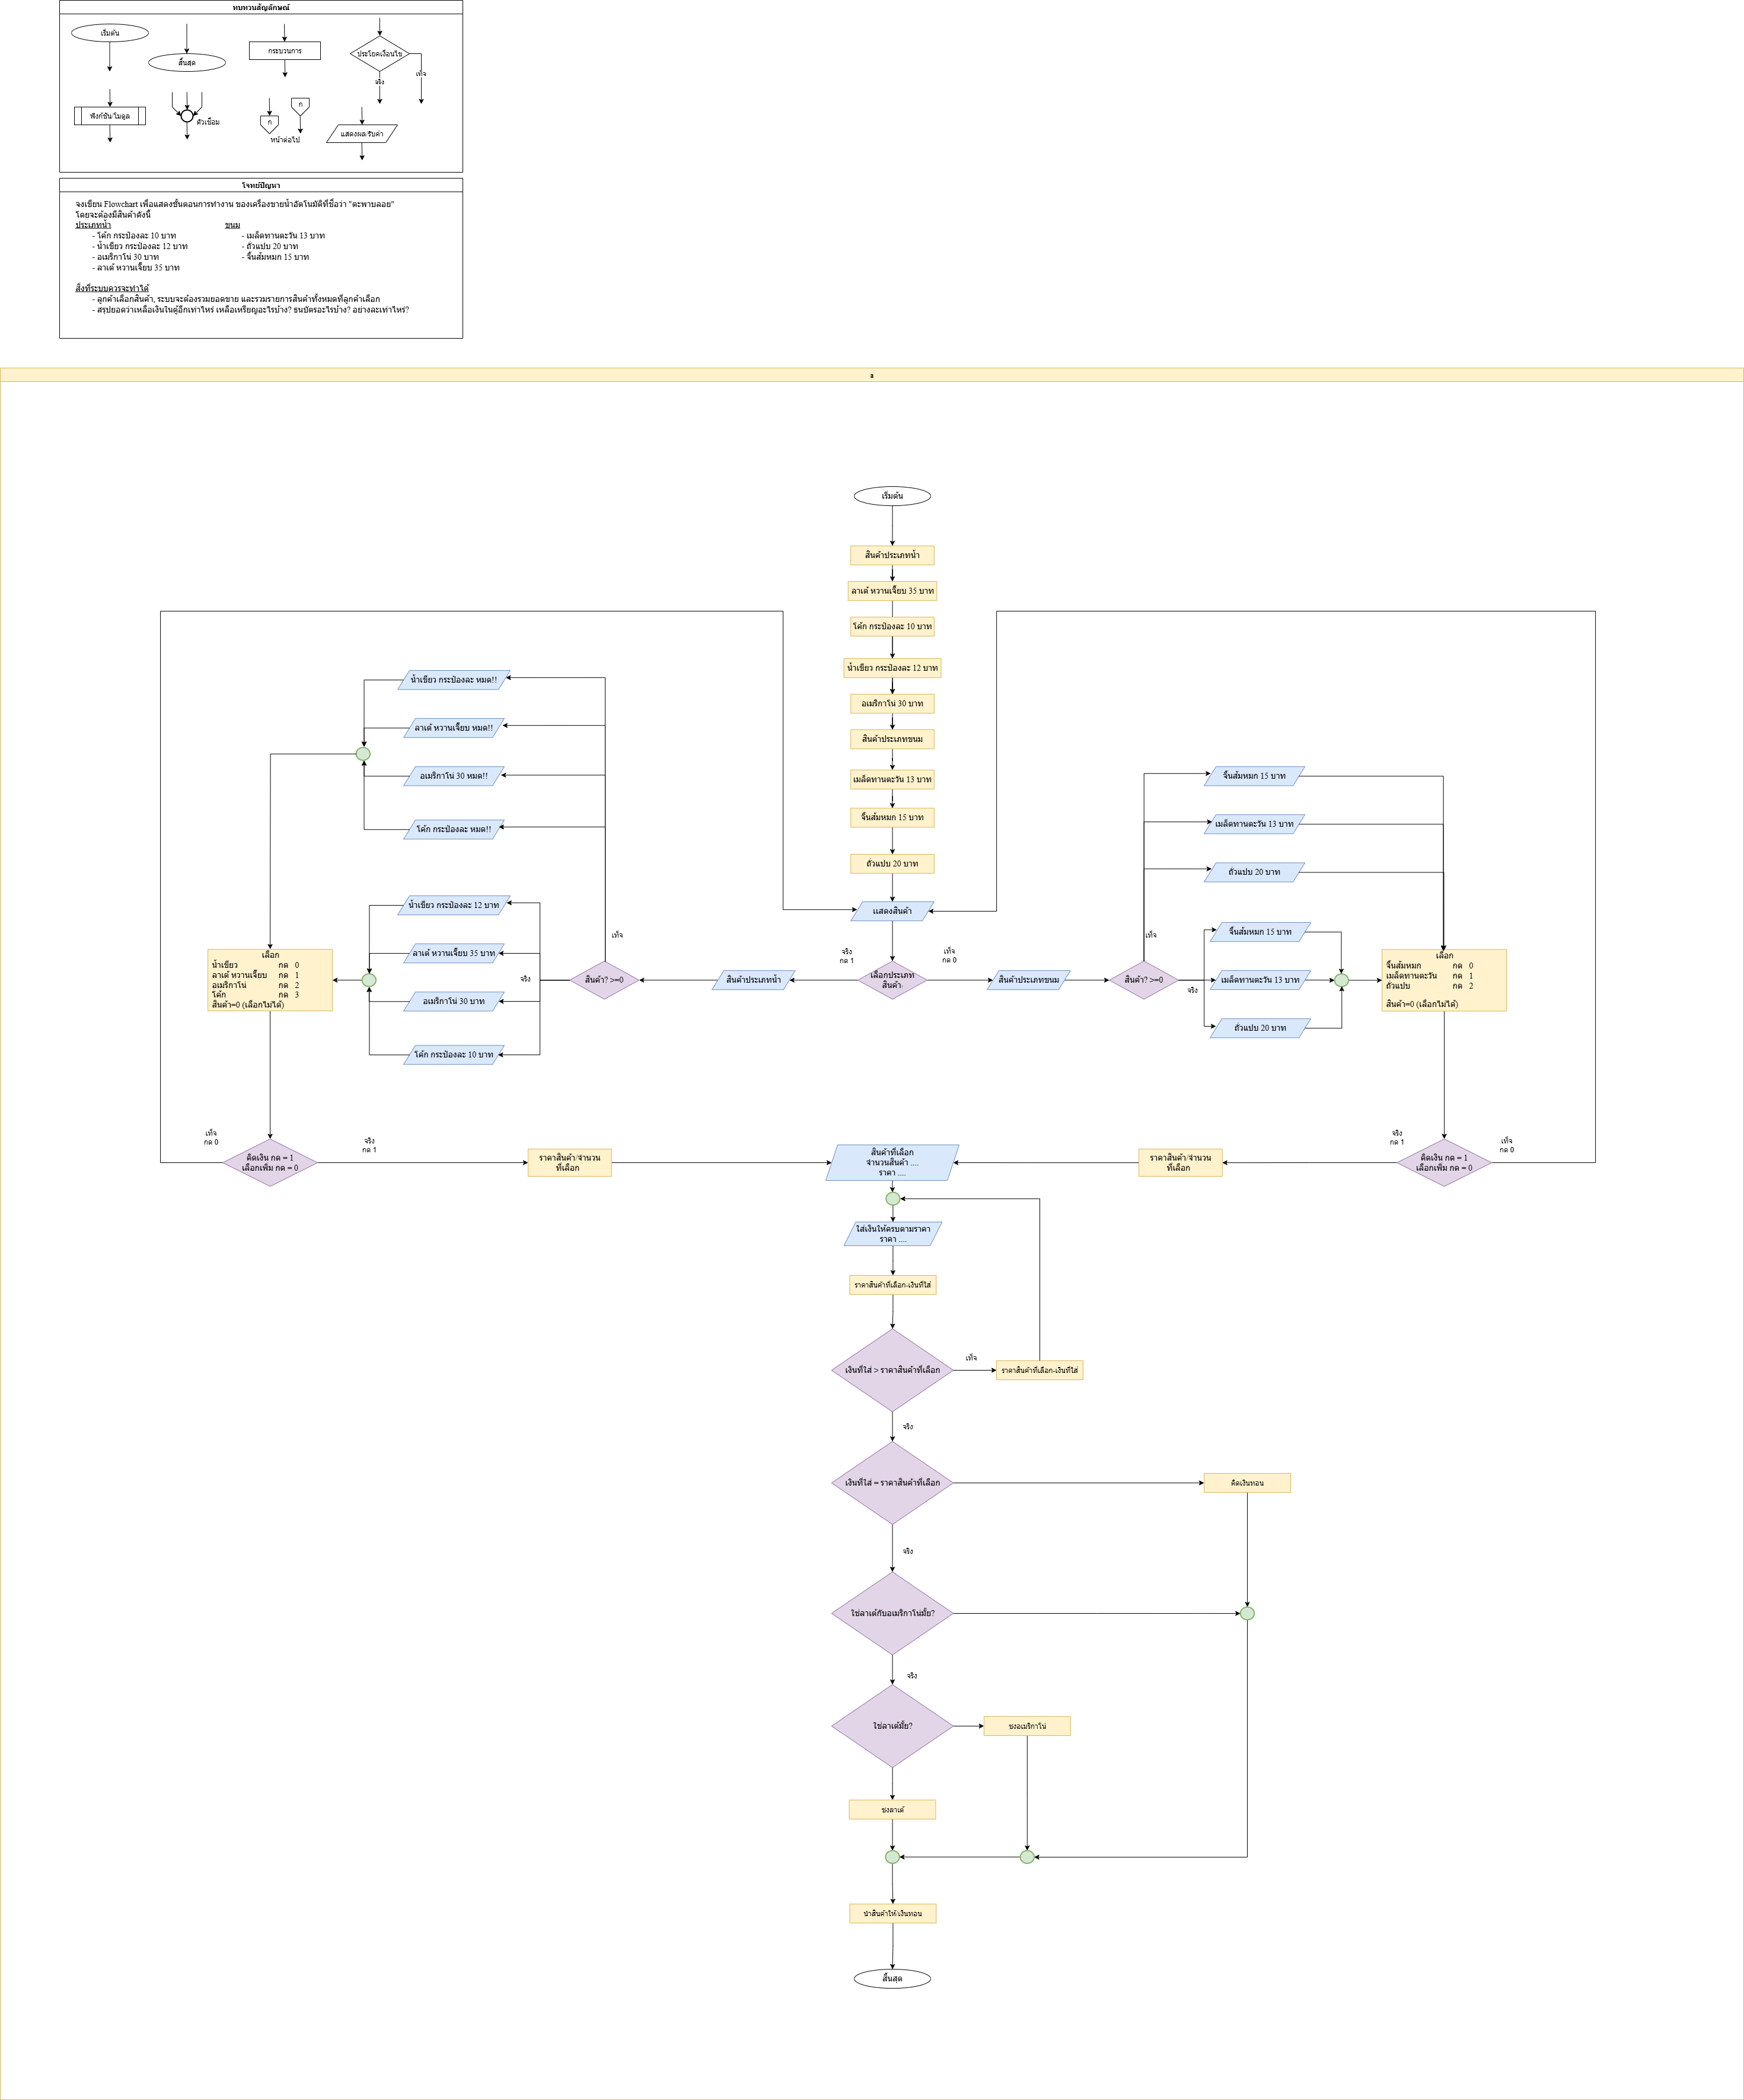 ทบทวนสัญลักษณ์
เริ่มต้น
สิ้นสุด
กระบวนการ
ประโยคเงื่อนไข
เท็จ
จริง
ฟังก์ชัน/โมดูล
ตัวเชื่อม
ก
ก
หน้าต่อไป
แสดงผล/รับค่า
โจทย์ปัญหา
จงเขียน Flowchart เพื่อแสดงขั้นตอนการทำงาน ของเครื่องขายน้ำอัตโนมัติที่ชื่อว่า "ตะพาบลอย"
โดยจะต้องมีสินค้าดังนี้
ประเภทน้ำ
- โค้ก กระป๋องละ 10 บาท
- น้ำเขียว กระป๋องละ 12 บาท
- อเมริกาโน่ 30 บาท
- ลาเต้ หวานเจี๊ยบ 35 บาท
ขนม
- เมล็ดทานตะวัน 13 บาท
- ถั่วแปบ 20 บาท
- จิ้นส้มหมก 15 บาท
สิ่งที่ระบบควรจะทำได้
- ลูกค้าเลือกสินค้า, ระบบจะต้องรวมยอดขาย และรวมรายการสินค้าทั้งหมดที่ลูกค้าเลือก
- สรุปยอดว่าเหลือเงินในตู้อีกเท่าไหร่ เหลือเหรียญอะไรบ้าง? ธนบัตรอะไรบ้าง? อย่างละเท่าไหร่?
a
เริ่มต้น
สินค้าประเภทน้ำ
ลาเต้ หวานเจี๊ยบ 35 บาท
โค้ก กระป๋องละ 10 บาท
น้ำเขียว กระป๋องละ 12 บาท
อเมริกาโน่ 30 บาท
สินค้าประเภทขนม
เมล็ดทานตะวัน 13 บาท
จิ้นส้มหมก 15 บาท
ถั่วแปบ 20 บาท
แสดงสินค้า
น้ำเขียว กระป๋องละ หมด!!
ลาเต้ หวานเจี๊ยบ หมด!!
อเมริกาโน่ 30 หมด!!
โค้ก กระป๋องละ หมด!!
น้ำเขียว กระป๋องละ 12 บาท
ลาเต้ หวานเจี๊ยบ 35 บาท
อเมริกาโน่ 30 บาท
โค้ก กระป๋องละ 10 บาท
เลือก
น้ำเขียว กด 0
ลาเต้ หวานเจี๊ยบ กด 1
อเมริกาโน่ กด 2
โค้ก กด 3
สินค้า=0 (เลือกไม่ได้)
เท็จ
จริง
สินค้า? >=0
สินค้าประเภทน้ำ
จริง
กด 1
เลือกประเภท
สินค้า
เท็จ
กด 0
สินค้าประเภทขนม
สินค้า? >=0
เท็จ
จริง
จิ้นส้มหมก 15 บาท
เมล็ดทานตะวัน 13 บาท
ถั่วแปบ 20 บาท
จิ้นส้มหมก 15 บาท
เมล็ดทานตะวัน 13 บาท
ถั่วแปบ 20 บาท
เลือก
จิ้นส้มหมก กด 0
เมล็ดทานตะวัน กด 1
ถั่วแปบ กด 2
สินค้า=0 (เลือกไม่ได้)
เท็จ
กด 0
คิดเงิน กด = 1
เลือกเพิ่ม กด = 0
จริง
กด 1
ราคาสินค้า/จำนวน
ที่เลือก
สินค้าที่เลือก
จำนวนสินค้า ....
ราคา ....
ราคาสินค้า/จำนวน
ที่เลือก
จริง
กด 1
คิดเงิน กด = 1
เลือกเพิ่ม กด = 0
เท็จ
กด 0
ใส่เงินให้ครบตามราคา
ราคา ....
ราคาสินค้าที่เลือก-เงินที่ใส่
เงินที่ใส่ > ราคาสินค้าที่เลือก
เท็จ
ราคาสินค้าที่เลือก-เงินที่ใส่
จริง
เงินที่ใส่ = ราคาสินค้าที่เลือก
คิดเงินทอน
จริง
ใช่ลาเต้กับอเมริกาโน่มั้ย?
จริง
ใช่ลาเต้มั้ย?
ชงอเมริกาโน่
ชงลาเต้
นำสินค้าให้/เงินทอน
สิ้นสุด